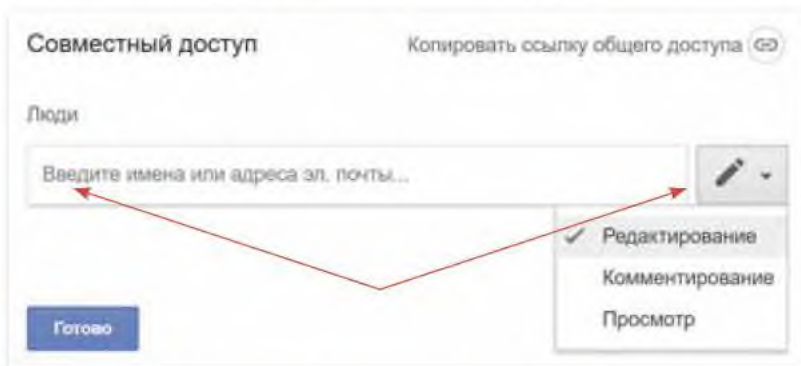 Совместный доступ
Копировать ссылку общего доступа
Люди
Введите имена или адреса эл. почты...
Редактирование
Комментирование
Просмотр
Готово